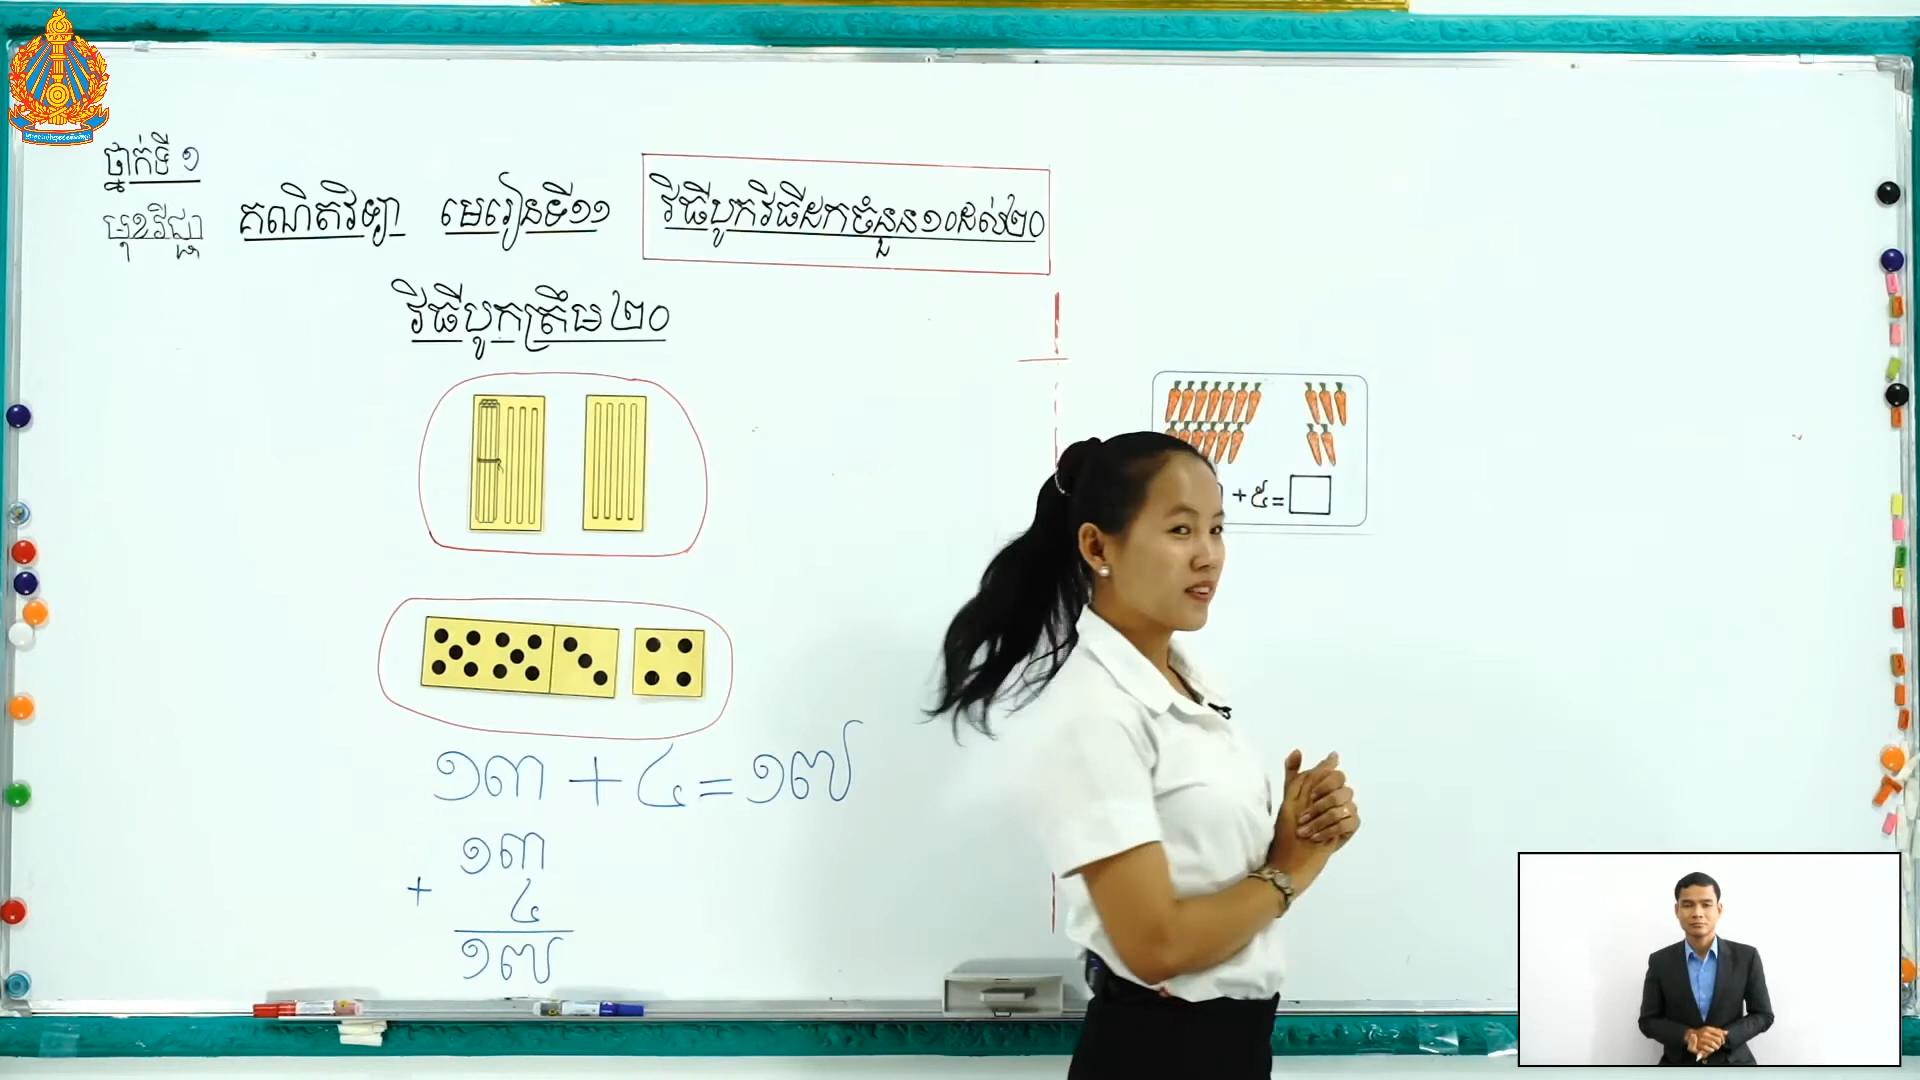 ថ្នាក់ទី ១
មុខវិជ្ជា គណិតវិទ្យា មេរៀនទី១១ វិធីបូកវិធីដកចំនួន១០ដល់២០
វិធីបូកត្រឹម ២០
+ ៥ =
១៣ + ៤ = ១៧
១៣
+ ៤
១៧